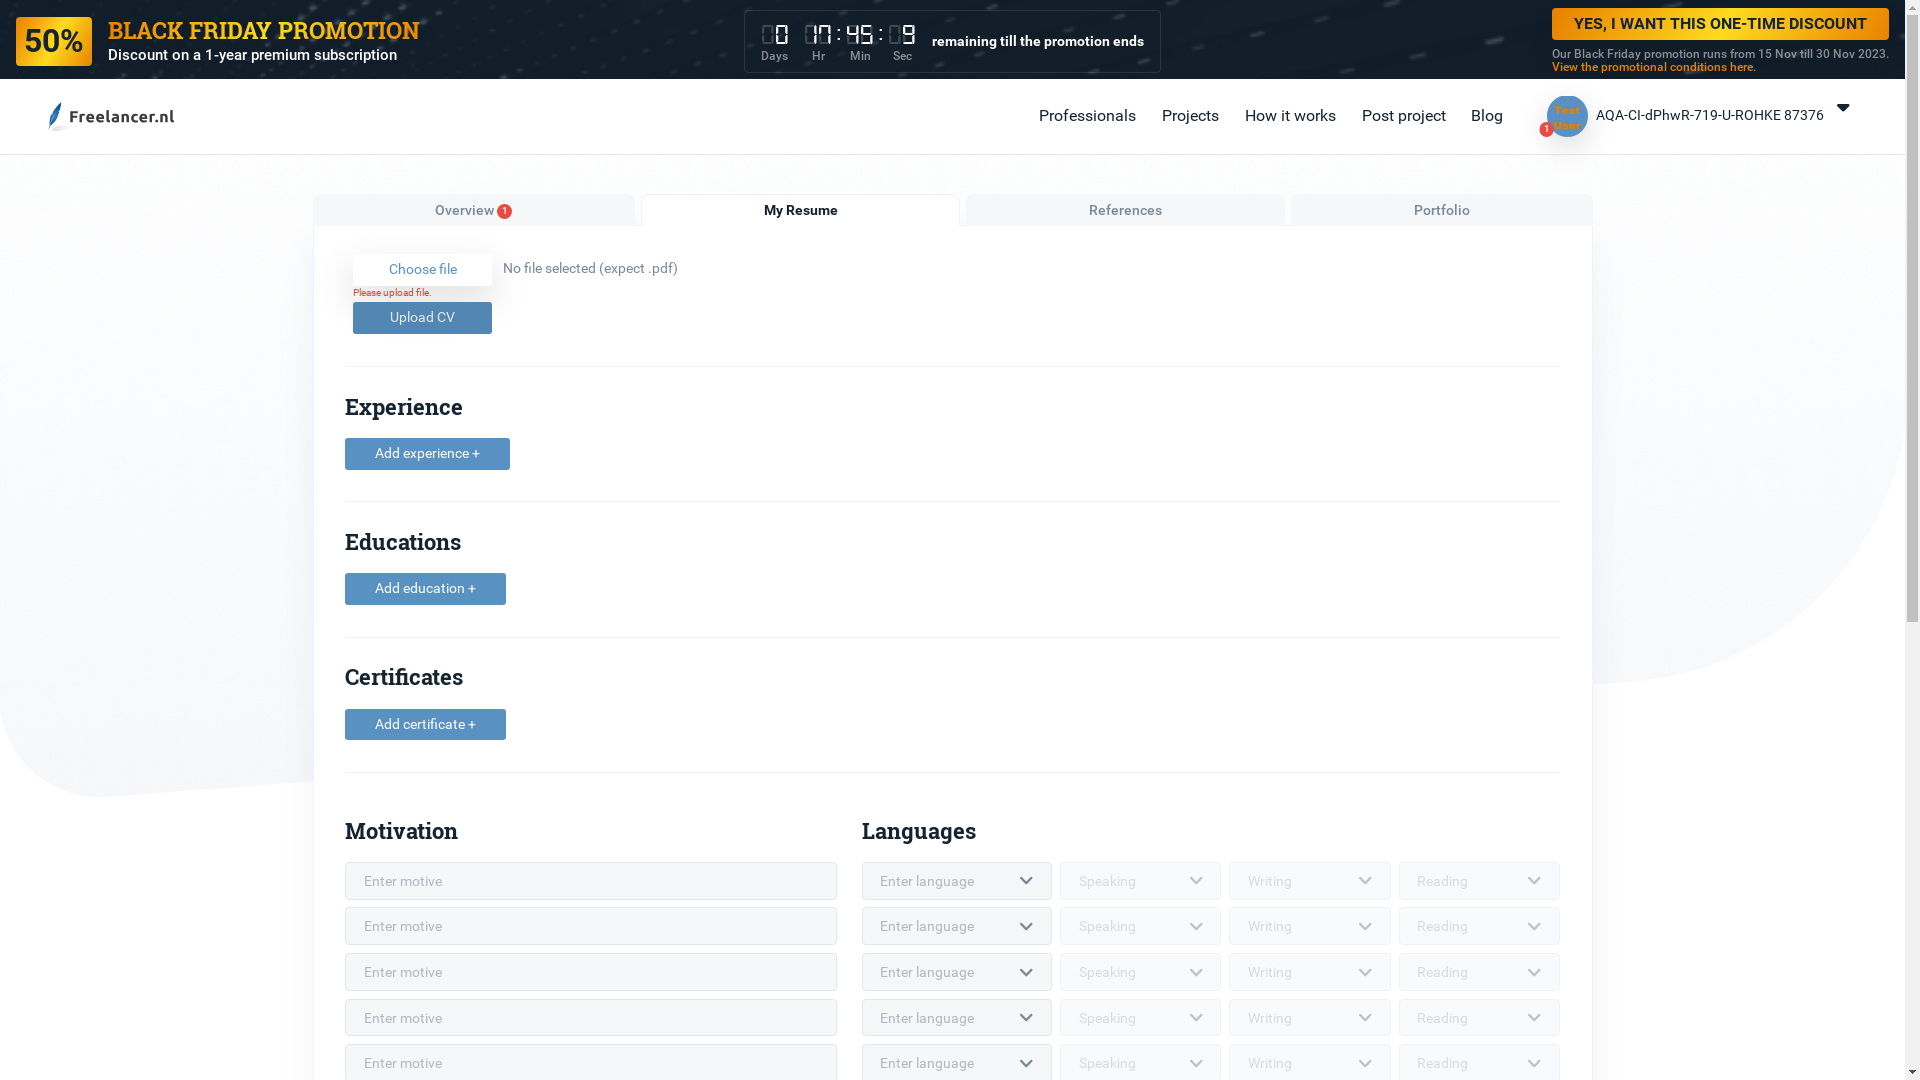 50%
BLACK FRIDAY PROMOTION
Discount on a 1-year premium subscription
0 17 : 45 : 9
Days Hr Min Sec
remaining till the promotion ends
YES, I WANT THIS ONE-TIME DISCOUNT
Our Black Friday promotion runs from 15 Nov till 30 Nov 2023.
View the promotional conditions here.
Freelancer.nl
Professionals Projects How it works Post project Blog
Test
User
1
AQA-CI-dPhwR-719-U-ROHKE 87376
Overview 1
My Resume
References
Portfolio
Choose file
No file selected (expect .pdf)
Please upload file.
Upload CV
Experience
Add experience +
Educations
Add education +
Certificates
Add certificate +
Motivation
Enter motive
Enter motive
Enter motive
Enter motive
Enter motive
Languages
Enter language Speaking Writing Reading
Enter language Speaking Writing Reading
Enter language Speaking Writing Reading
Enter language Speaking Writing Reading
Enter language Speaking Writing Reading